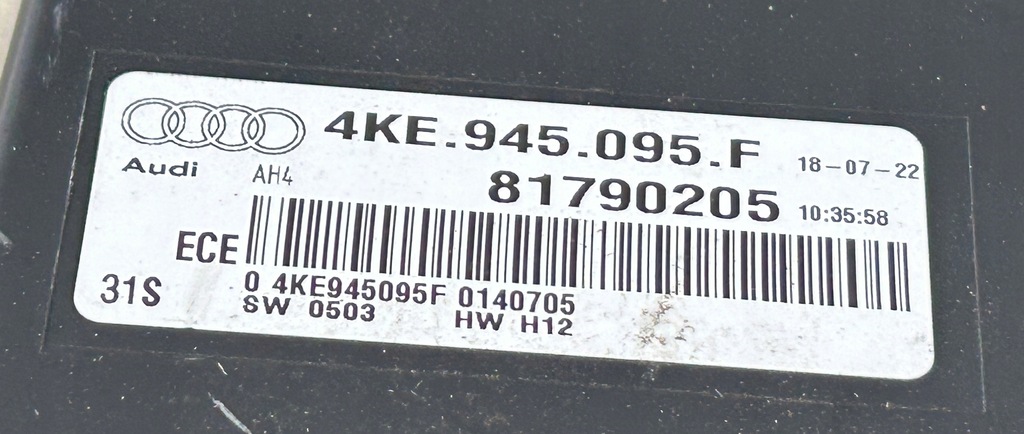 4KE.945.095.F 18-07-22
Audi AH4 81790205 10:35:58
ECE
31S 0 4KE945095F 0140705
SW 0503 HW H12